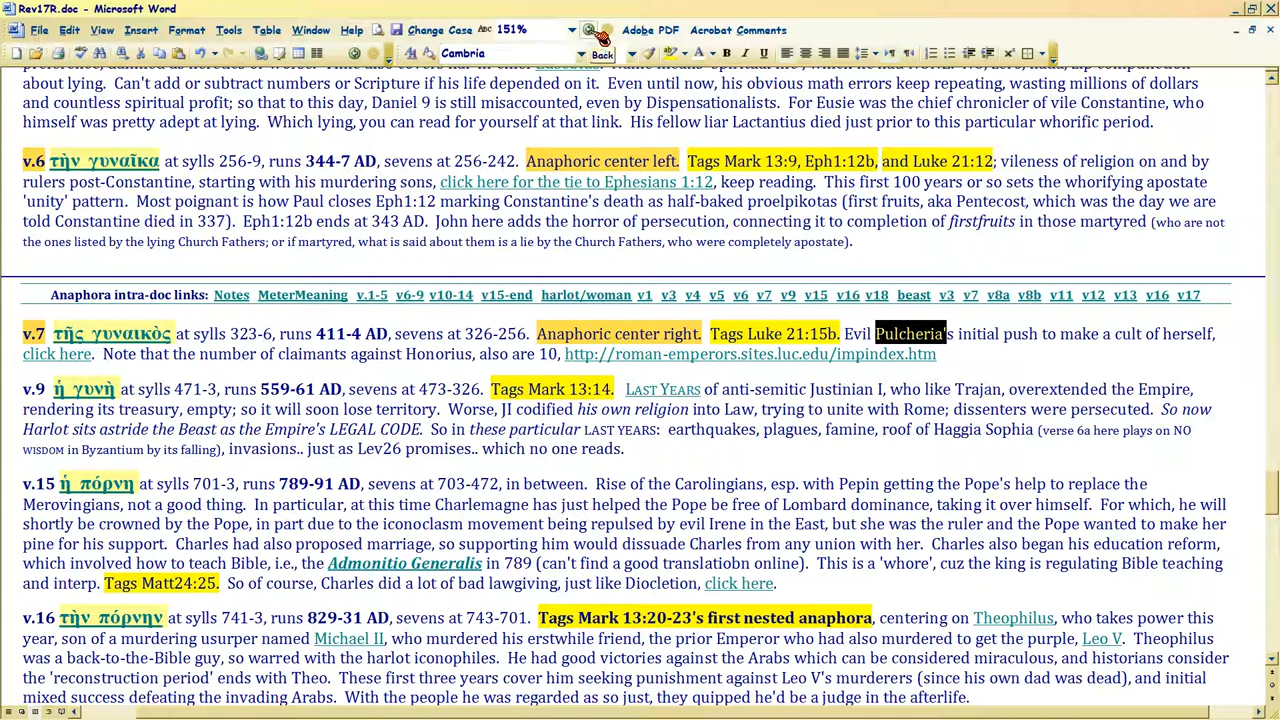 Rev17R.doc - Microsoft Word
File Edit View Insert Format Tools Table Window Help Change Case ABC 151% Adobe PDF Acrobat Comments
Cambria Back
about lying. Can't add or subtract numbers or Scripture if his life depended on it. Even until now, his obvious math errors keep repeating, wasting millions of dollars
and countless spiritual profit; so that to this day, Daniel 9 is still misaccounted, even by Dispensationalists. For Eusie was the chief chronicler of vile Constantine, who
himself was pretty adept at lying. Which lying, you can read for yourself at that link. His fellow liar Lactantius died just prior to this particular whorific period.
v.6 τὴν γυναῖκα at sylls 256-9, runs 344-7 AD, sevens at 256-242. Anaphoric center left. Tags Mark 13:9, Eph1:12b, and Luke 21:12; vileness of religion on and by
rulers post-Constantine, starting with his murdering sons, click here for the tie to Ephesians 1:12, keep reading. This first 100 years or so sets the whorifying apostate
'unity' pattern. Most poignant is how Paul closes Eph1:12 marking Constantine's death as half-baked proelpikotas (first fruits, aka Pentecost, which was the day we are
told Constantine died in 337). Eph1:12b ends at 343 AD. John here adds the horror of persecution, connecting it to completion of firstfruits in those martyred (who are not
the ones listed by the lying Church Fathers; or if martyred, what is said about them is a lie by the Church Fathers, who were completely apostate).
Anaphora intra-doc links: Notes MeterMeaning v.1-5 v6-9 v10-14 v15-end harlot/woman v1 v3 v4 v5 v6 v7 v9 v15 v16 v18 beast v3 v7 v8a v8b v11 v12 v13 v16 v17
v.7 τῆς γυναικὸς at sylls 323-6, runs 411-4 AD, sevens at 326-256. Anaphoric center right. Tags Luke 21:15b. Evil Pulcheria's initial push to make a cult of herself,
click here. Note that the number of claimants against Honorius, also are 10, http://roman-emperors.sites.luc.edu/impindex.htm
v.9 ἡ γυνὴ at sylls 471-3, runs 559-61 AD, sevens at 473-326. Tags Mark 13:14. LAST YEARS of anti-semitic Justinian I, who like Trajan, overextended the Empire,
rendering its treasury, empty; so it will soon lose territory. Worse, JI codified his own religion into Law, trying to unite with Rome; dissenters were persecuted. So now
Harlot sits astride the Beast as the Empire's LEGAL CODE. So in these particular LAST YEARS: earthquakes, plagues, famine, roof of Haggia Sophia (verse 6a here plays on NO
WISDOM in Byzantium by its falling), invasions.. just as Lev26 promises.. which no one reads.
v.15 ἡ πόρνη at sylls 701-3, runs 789-91 AD, sevens at 703-472, in between. Rise of the Carolingians, esp. with Pepin getting the Pope's help to replace the
Merovingians, not a good thing. In particular, at this time Charlemagne has just helped the Pope be free of Lombard dominance, taking it over himself. For which, he will
shortly be crowned by the Pope, in part due to the iconoclasm movement being repulsed by evil Irene in the East, but she was the ruler and the Pope wanted to make her
pine for his support. Charles had also proposed marriage, so supporting him would dissuade Charles from any union with her. Charles also began his education reform,
which involved how to teach Bible, i.e., the Admonitio Generalis in 789 (can't find a good translatiobn online). This is a 'whore', cuz the king is regulating Bible teaching
and interp. Tags Matt24:25. So of course, Charles did a lot of bad lawgiving, just like Diocletion, click here.
v.16 τὴν πόρνην at sylls 741-3, runs 829-31 AD, sevens at 743-701. Tags Mark 13:20-23's first nested anaphora, centering on Theophilus, who takes power this
year, son of a murdering usurper named Michael II, who murdered his erstwhile friend, the prior Emperor who had also murdered to get the purple, Leo V. Theophilus
was a back-to-the-Bible guy, so warred with the harlot iconophiles. He had good victories against the Arabs which can be considered miraculous, and historians consider
the 'reconstruction period' ends with Theo. These first three years cover him seeking punishment against Leo V's murderers (since his own dad was dead), and initial
mixed success defeating the invading Arabs. With the people he was regarded as so just, they quipped he'd be a judge in the afterlife.